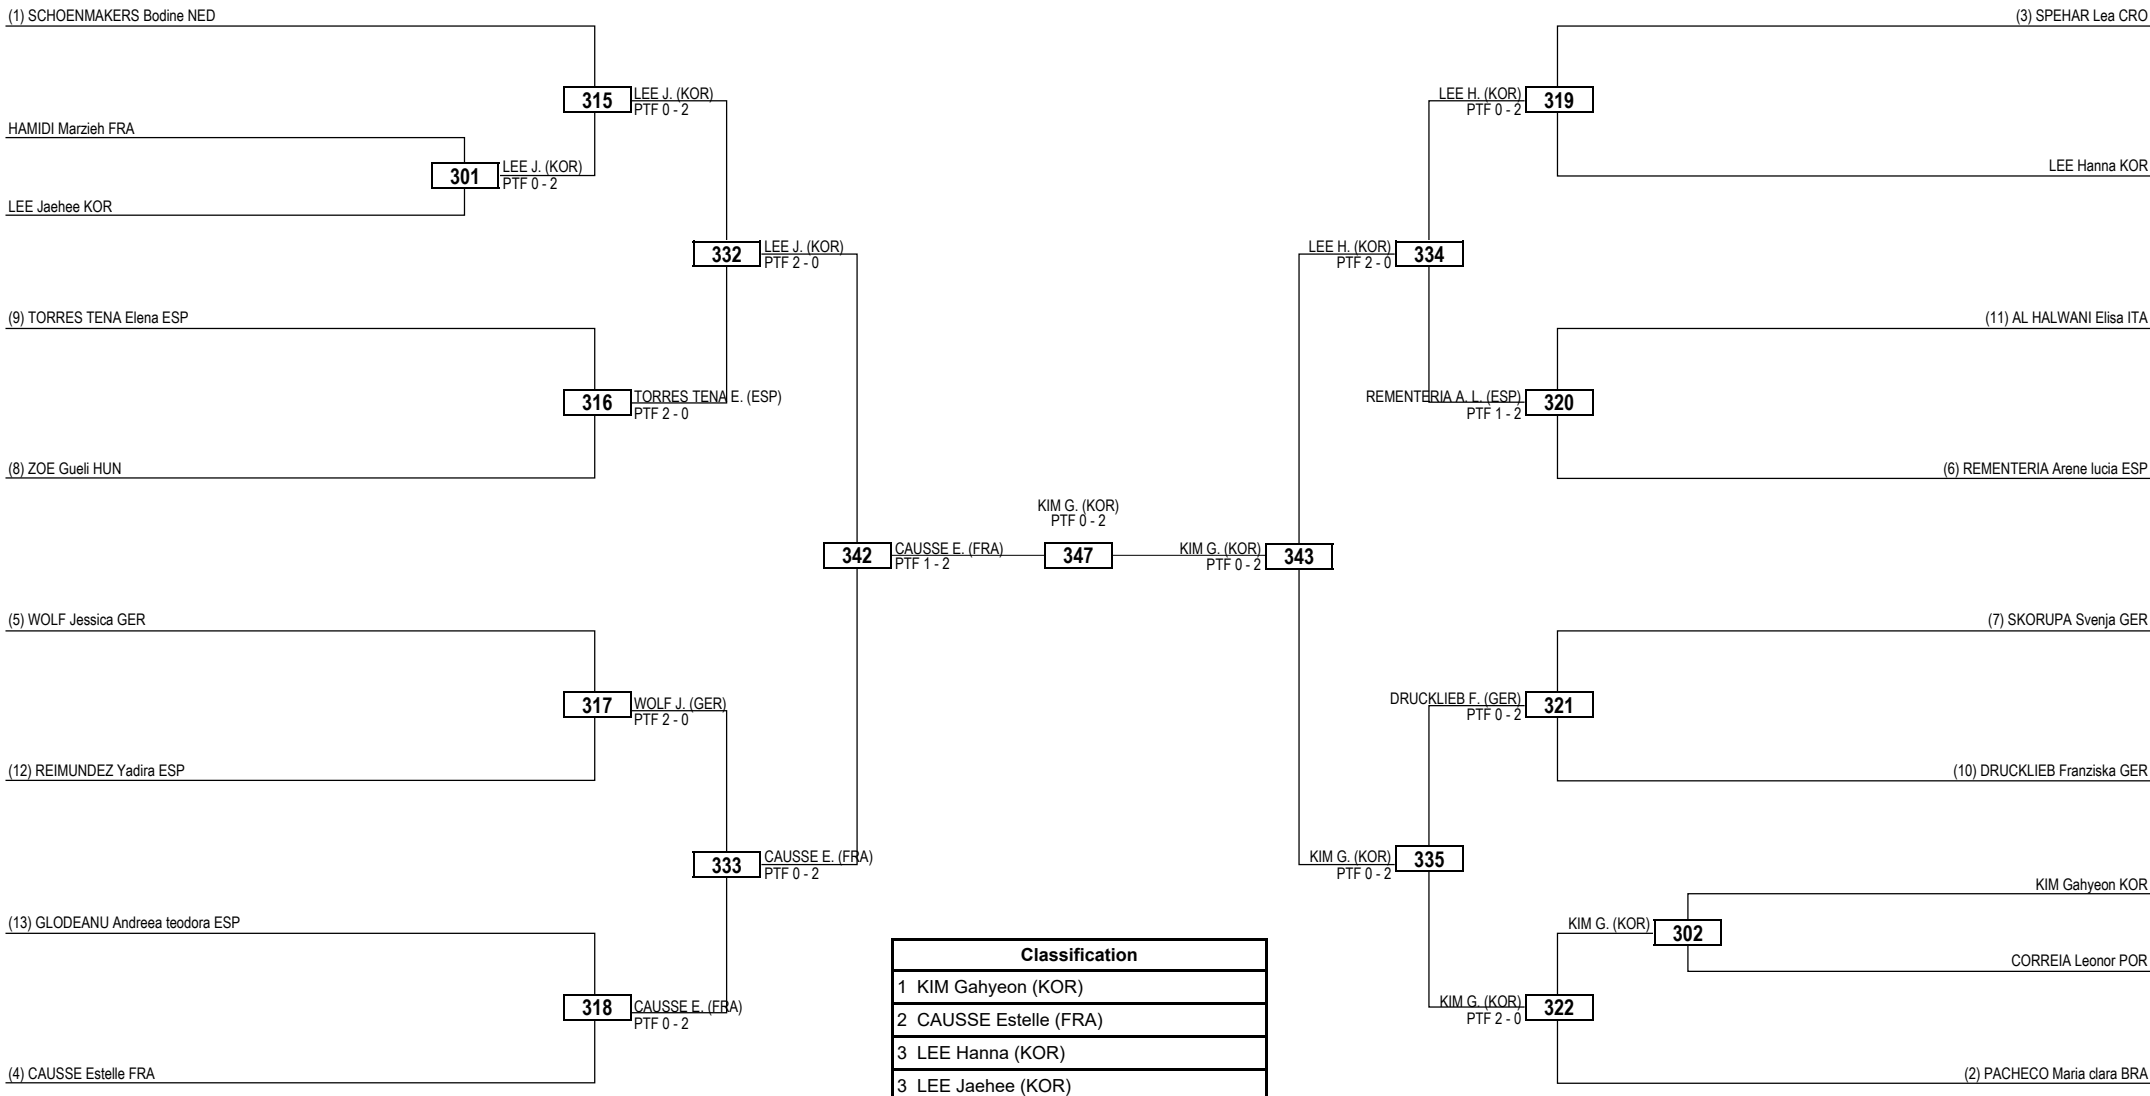 (1) SCHOENMAKERS Bodine NED
315
LEE J. (KOR)
PTF 0 - 2
HAMIDI Marzieh FRA
301
LEE J. (KOR)
PTF 0 - 2
LEE Jaehee KOR
332
LEE J. (KOR)
PTF 2 - 0
(9) TORRES TENA Elena ESP
316
TORRES TENA E. (ESP)
PTF 2 - 0
(8) ZOE Gueli HUN
342
CAUSSE E. (FRA)
PTF 1 - 2
(5) WOLF Jessica GER
317
WOLF J. (GER)
PTF 2 - 0
(12) REIMUNDEZ Yadira ESP
333
CAUSSE E. (FRA)
PTF 0 - 2
(13) GLODEANU Andreea teodora ESP
318
CAUSSE E. (FRA)
PTF 0 - 2
(4) CAUSSE Estelle FRA
KIM G. (KOR)
PTF 0 - 2
347
(3) SPEHAR Lea CRO
LEE H. (KOR)
PTF 0 - 2
319
LEE Hanna KOR
LEE H. (KOR)
PTF 2 - 0
334
(11) AL HALWANI Elisa ITA
REMENTERIA A. L. (ESP)
PTF 1 - 2
320
(6) REMENTERIA Arene lucia ESP
KIM G. (KOR)
PTF 0 - 2
343
(7) SKORUPA Svenja GER
DRUCKLIEB F. (GER)
PTF 0 - 2
321
(10) DRUCKLIEB Franziska GER
KIM G. (KOR)
PTF 0 - 2
335
KIM Gahyeon KOR
KIM G. (KOR)
302
CORREIA Leonor POR
KIM G. (KOR)
PTF 2 - 0
322
(2) PACHECO Maria clara BRA
Classification
1 KIM Gahyeon (KOR)
2 CAUSSE Estelle (FRA)
3 LEE Hanna (KOR)
3 LEE Jaehee (KOR)